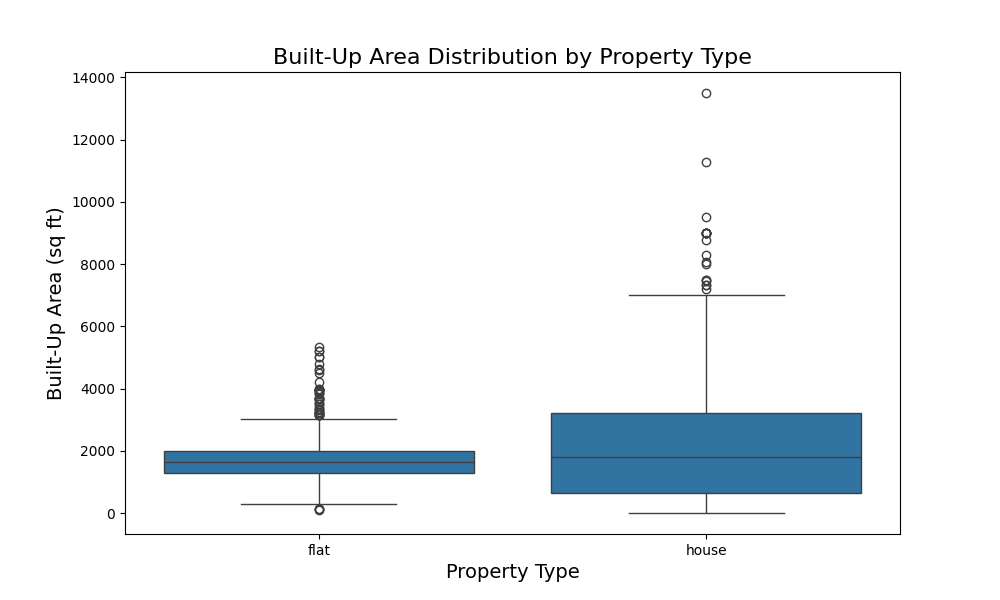 Built-Up Area Distribution by Property Type
14000
12000
10000
8000
6000
4000
2000
0
Built-Up Area (sq ft)
flat
house
Property Type